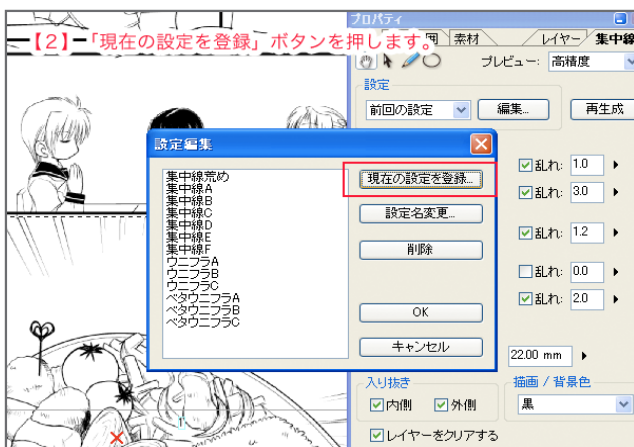 プロパティ
【2】「現在の設定を登録」ボタンを押します。
素材
レイヤー
集中線
プレビュー:
高精度
設定
前回の設定
編集...
再生成
設定編集
集中線荒め
集中線A
集中線B
集中線C
集中線D
集中線E
集中線F
ウニフラA
ウニフラB
ウニフラC
ベタウニフラA
ベタウニフラB
ベタウニフラC
現在の設定を登録...
設定名変更...
削除
OK
キャンセル
乱れ: 1.0
乱れ: 3.0
乱れ: 1.2
乱れ: 0.0
乱れ: 2.0
22.00 mm
入り抜き
内側
外側
描画 / 背景色
黒
レイヤーをクリアする